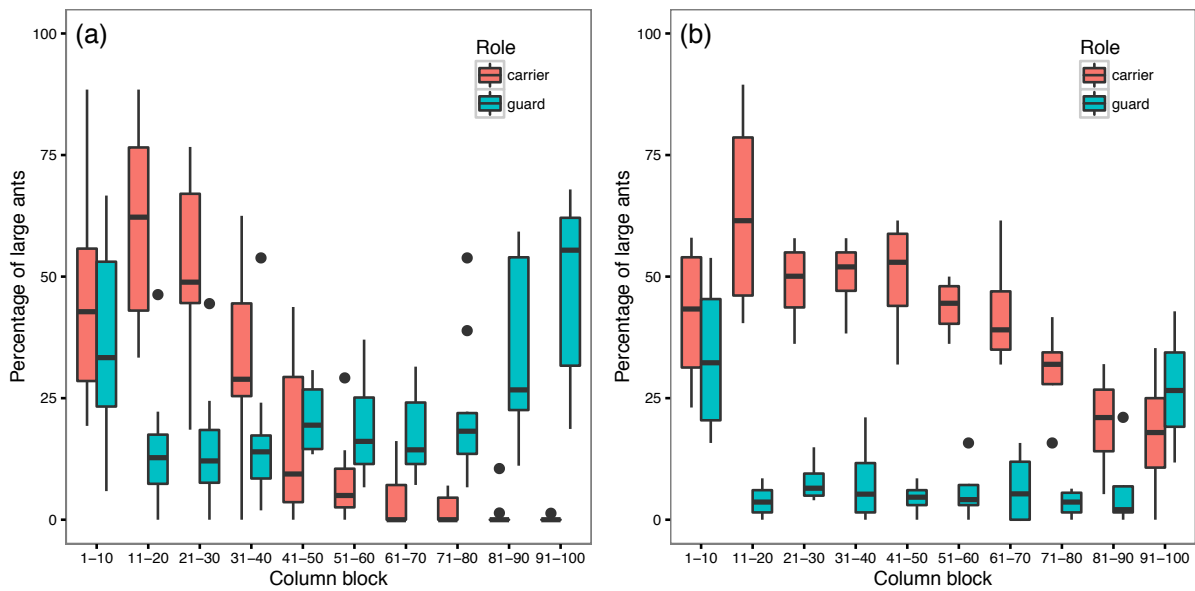 (a)
Role
carrier
guard
Percentage of large ants
100
75
50
25
0
1−10 11−20 21−30 31−40 41−50 51−60 61−70 71−80 81−90 91−100
Column block
(b)
Role
carrier
guard
Percentage of large ants
100
75
50
25
0
1−10 11−20 21−30 31−40 41−50 51−60 61−70 71−80 81−90 91−100
Column block